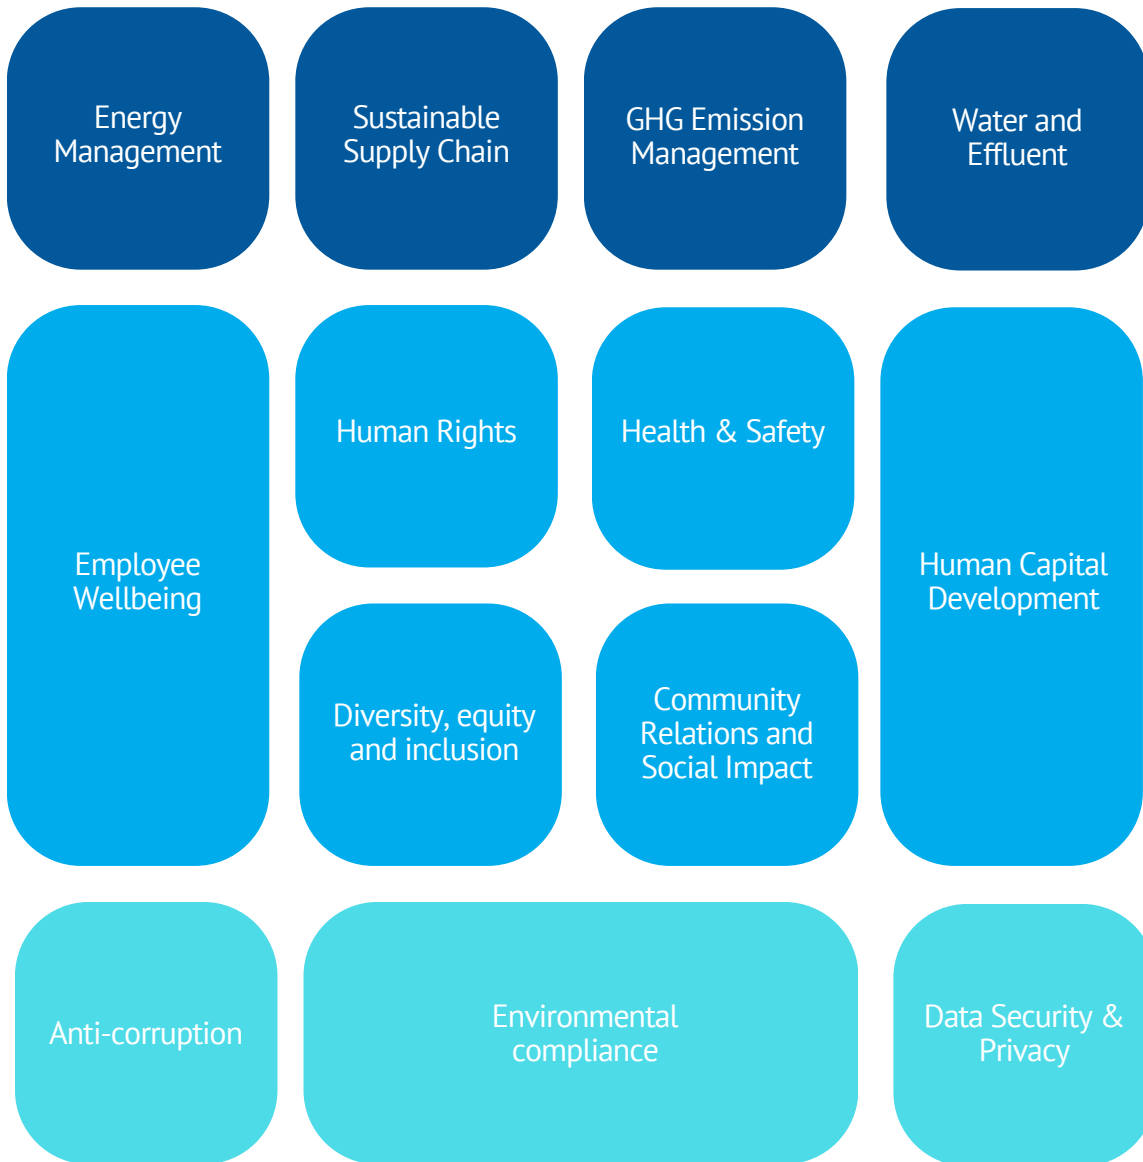 Energy
Management
Sustainable
Supply Chain
GHG Emission
Management
Water and
Effluent
Employee
Wellbeing
Human Rights
Health & Safety
Human Capital
Development
Diversity, equity
and inclusion
Community
Relations and
Social Impact
Anti-corruption
Environmental
compliance
Data Security &
Privacy